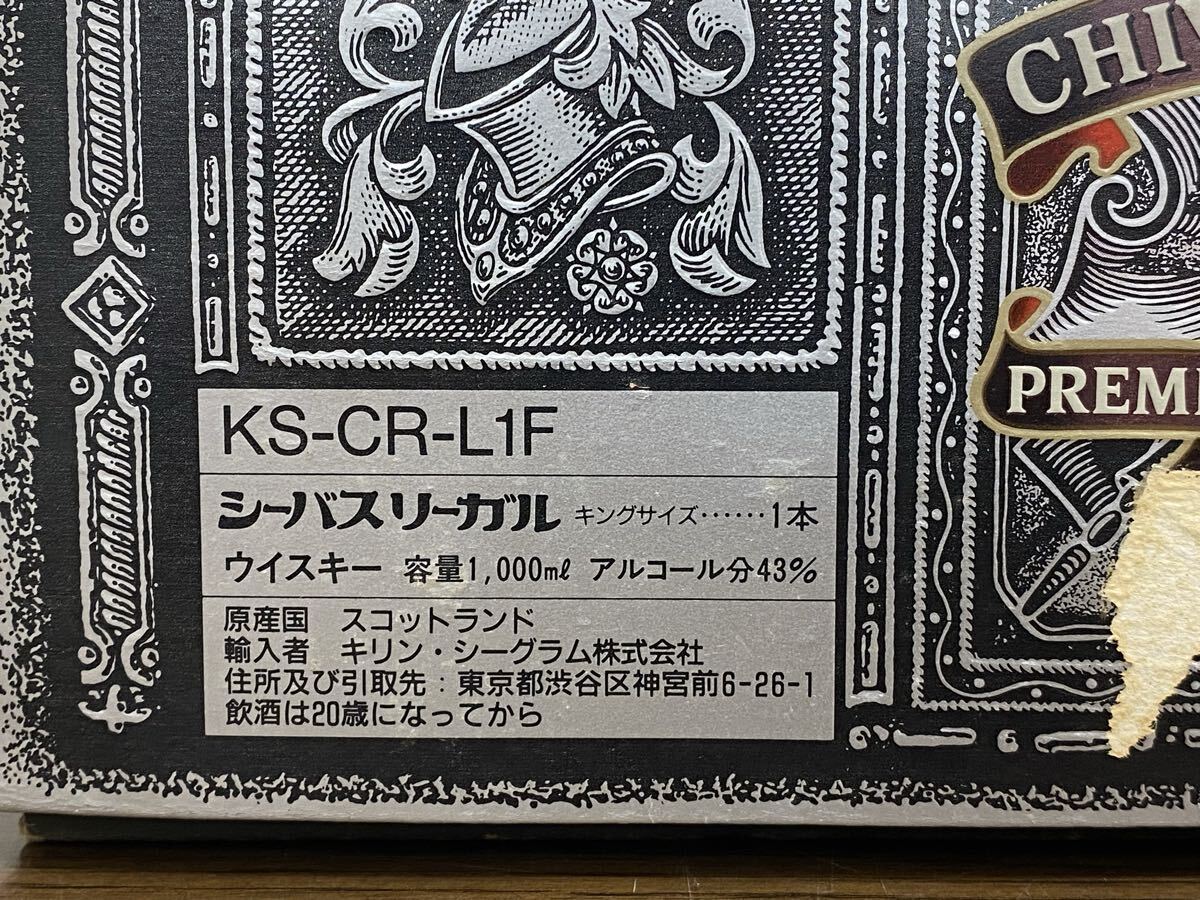 CHIV
PREMI
KS-CR-L1F
シーバスリーガル キングサイズ……1本
ウイスキー 容量1,000mℓ アルコール分43%
原産国 スコットランド
輸入者 キリン・シーグラム株式会社
住所及び引取先：東京都渋谷区神宮前6-26-1
飲酒は20歳になってから